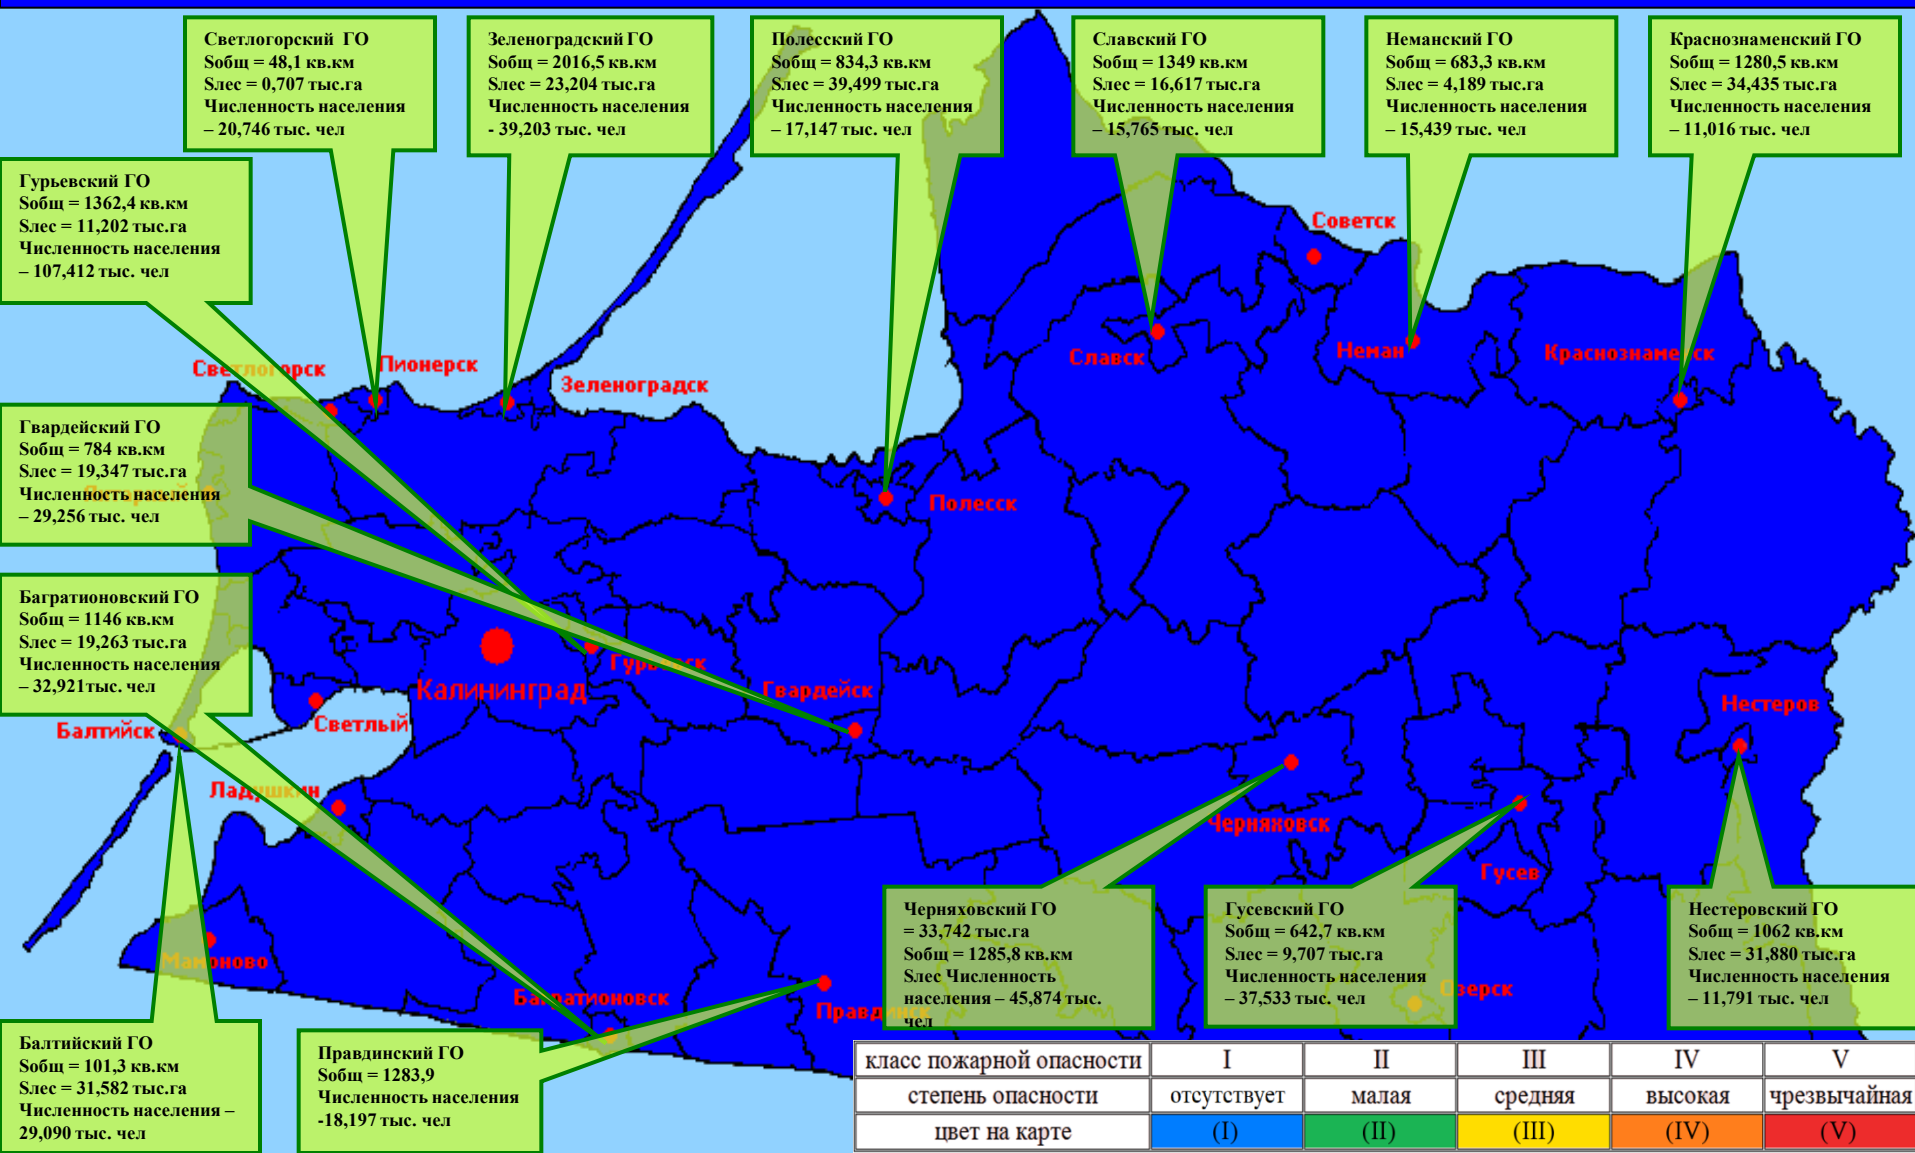 Светлогорский ГО
Sобщ = 48,1 кв.км
Sлес = 0,707 тыс.га
Численность населения
– 20,746 тыс. чел
Зеленоградский ГО
Sобщ = 2016,5 кв.км
Sлес = 23,204 тыс.га
Численность населения
- 39,203 тыс. чел
Полесский ГО
Sобщ = 834,3 кв.км
Sлес = 39,499 тыс.га
Численность населения
– 17,147 тыс. чел
Славский ГО
Sобщ = 1349 кв.км
Sлес = 16,617 тыс.га
Численность населения
– 15,765 тыс. чел
Неманский ГО
Sобщ = 683,3 кв.км
Sлес = 4,189 тыс.га
Численность населения
– 15,439 тыс. чел
Краснознаменский ГО
Sобщ = 1280,5 кв.км
Sлес = 34,435 тыс.га
Численность населения
– 11,016 тыс. чел
Гурьевский ГО
Sобщ = 1362,4 кв.км
Sлес = 11,202 тыс.га
Численность населения
– 107,412 тыс. чел
Советск
Славск
Неман
Краснознаменск
Светлогорск
Пионерск
Зеленоградск
Гвардейский ГО
Sобщ = 784 кв.км
Sлес = 19,347 тыс.га
Численность населения
– 29,256 тыс. чел
Полесск
Багратионовский ГО
Sобщ = 1146 кв.км
Sлес = 19,263 тыс.га
Численность населения
– 32,921тыс. чел
Гурьевск
Калининград
Гвардейск
Нестеров
Светлый
Балтийск
Ладушкин
Черняховск
Гусев
Мамоново
Багратионовск
Правдинск
Озерск
Черняховский ГО
= 33,742 тыс.га
Sобщ = 1285,8 кв.км
Sлес Численность
населения – 45,874 тыс.
чел
Гусевский ГО
Sобщ = 642,7 кв.км
Sлес = 9,707 тыс.га
Численность населения
– 37,533 тыс. чел
Нестеровский ГО
Sобщ = 1062 кв.км
Sлес = 31,880 тыс.га
Численность населения
– 11,791 тыс. чел
Балтийский ГО
Sобщ = 101,3 кв.км
Sлес = 31,582 тыс.га
Численность населения –
29,090 тыс. чел
Правдинский ГО
Sобщ = 1283,9
Численность населения
-18,197 тыс. чел
класс пожарной опасности I II III IV V
степень опасности отсутствует малая средняя высокая чрезвычайная
цвет на карте (I) (II) (III) (IV) (V)